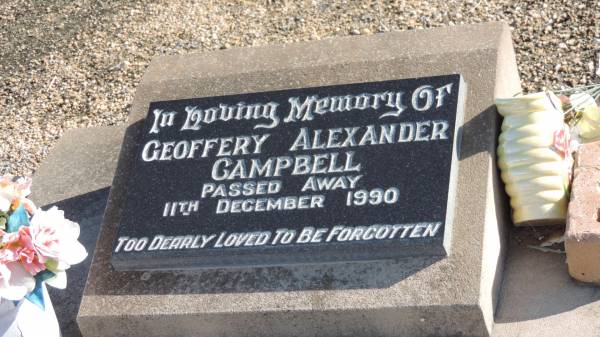 In Loving Memory Of
GEOFFERY ALEXANDER
CAMPBELL
PASSED AWAY
11TH DECEMBER 1990
TOO DEARLY LOVED TO BE FORGOTTEN